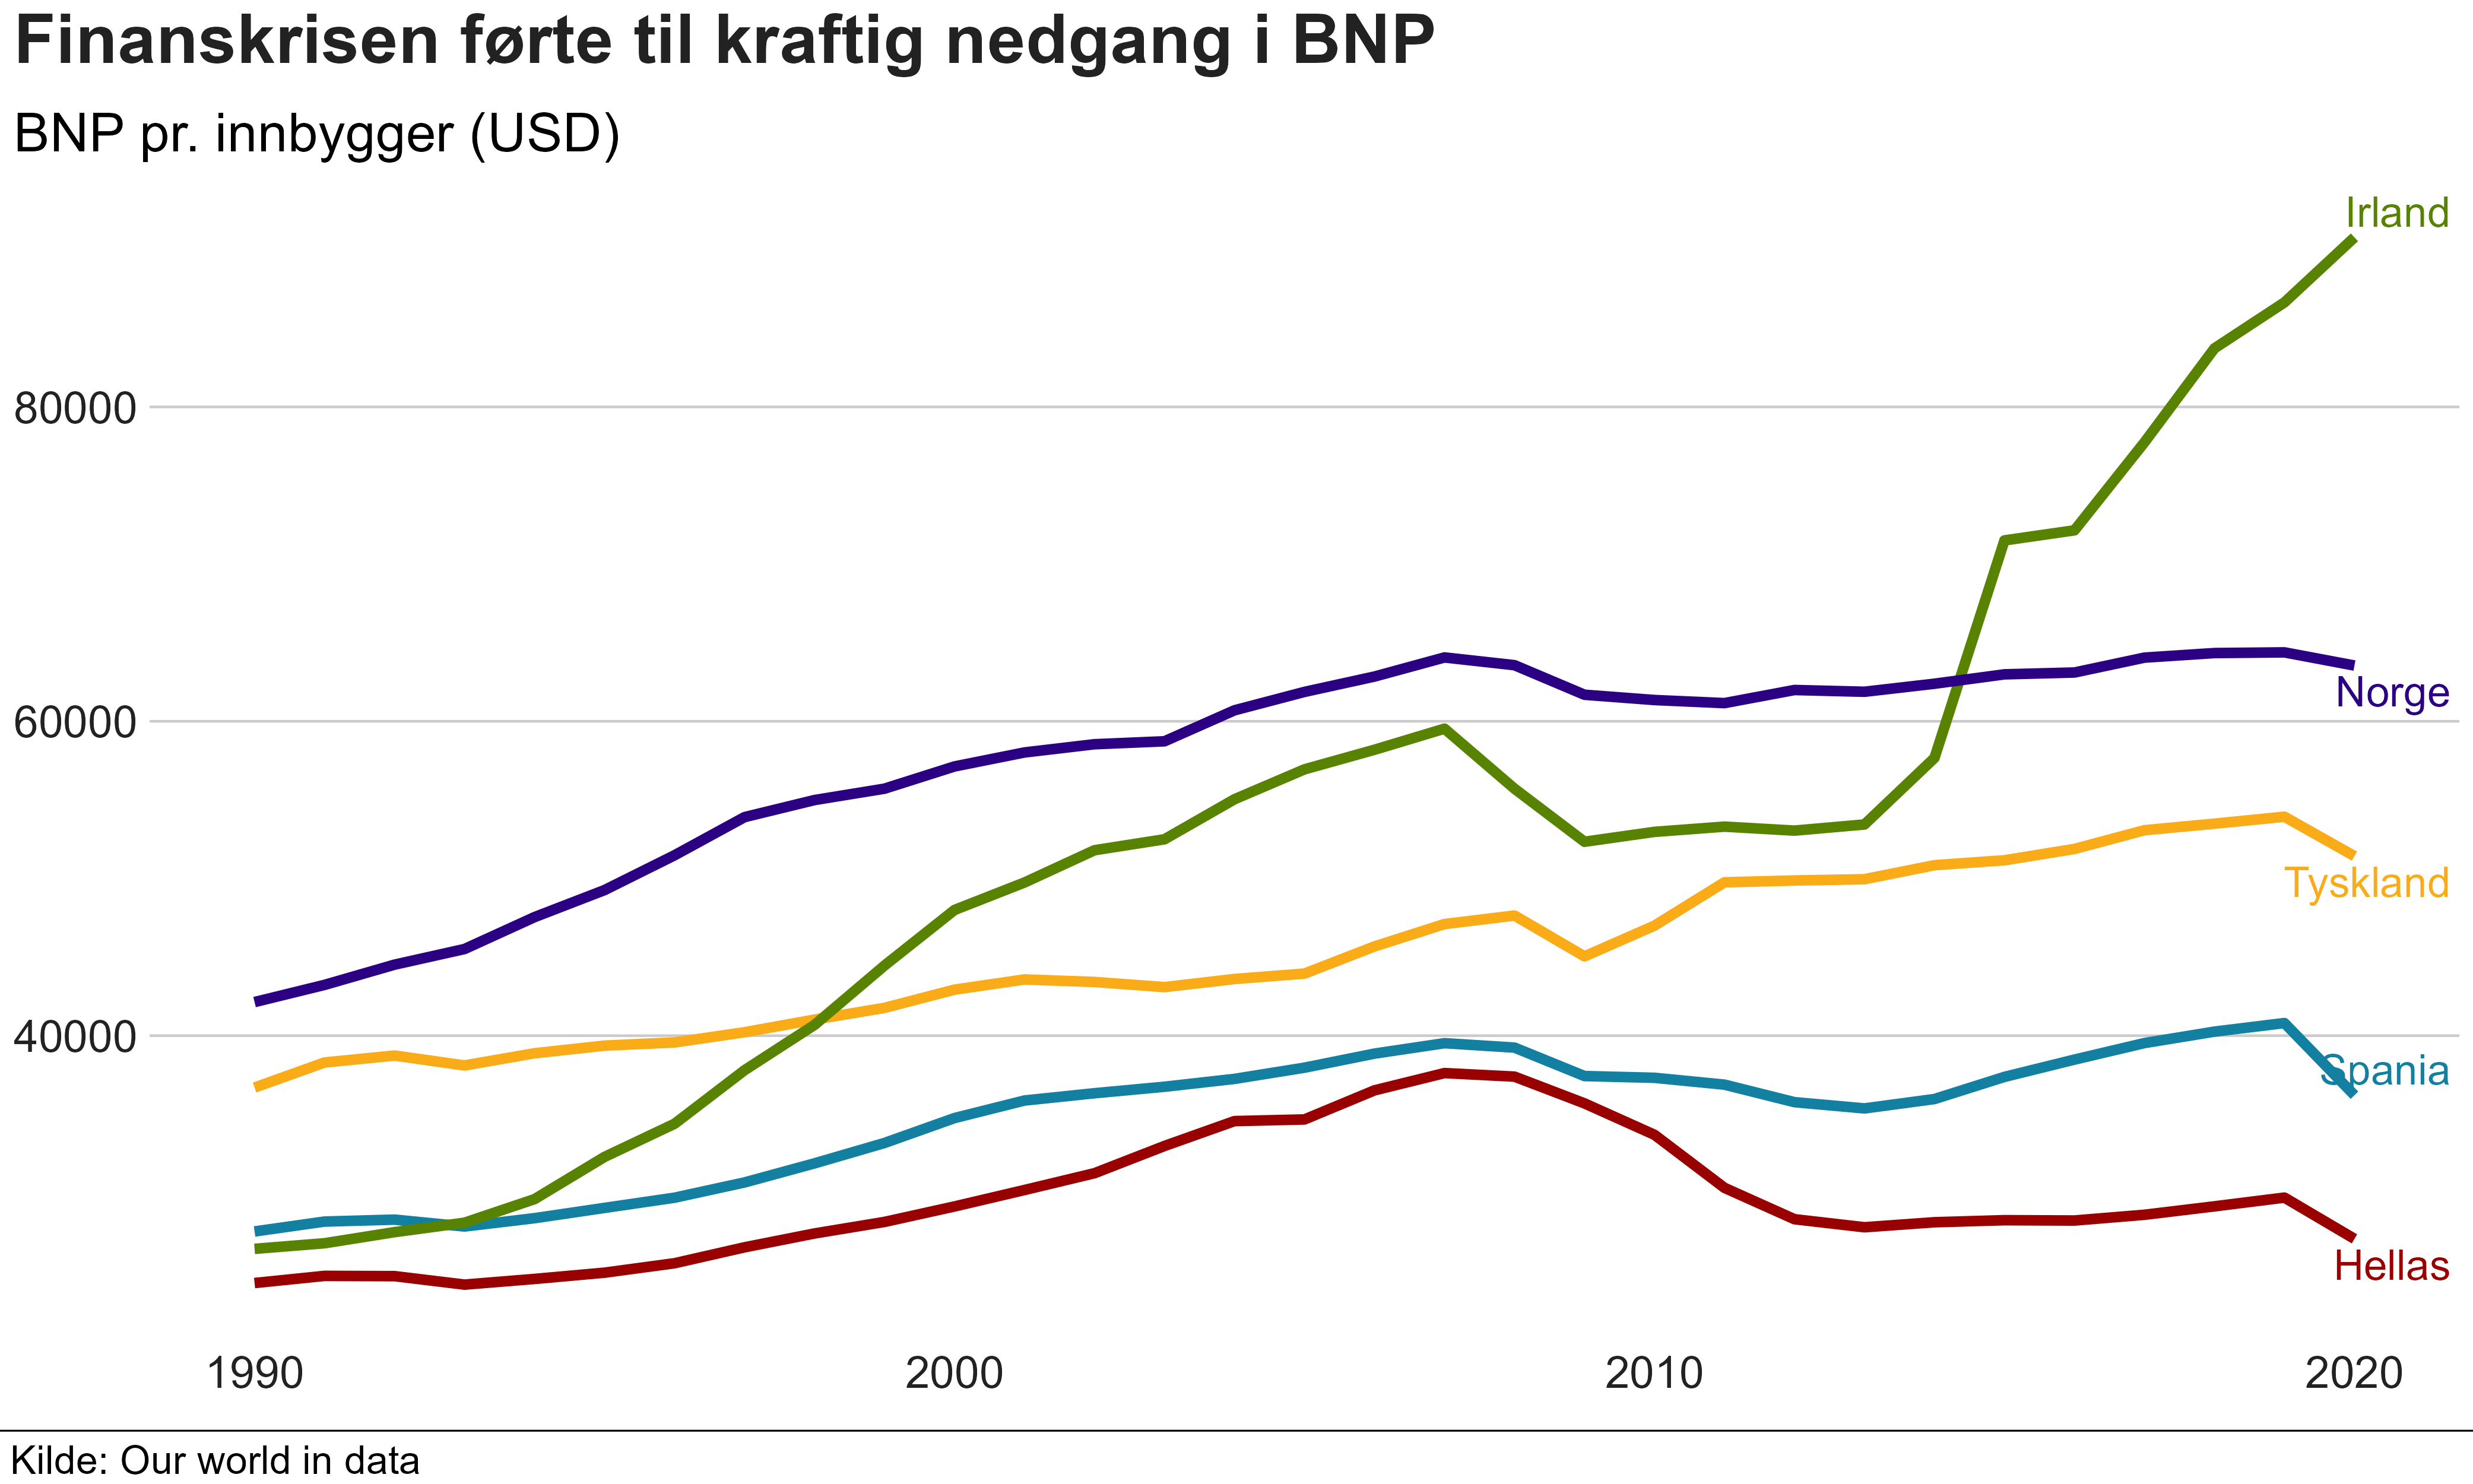 Finanskrisen førte til kraftig nedgang i BNP
BNP pr. innbygger (USD)
Irland
80000
60000
Norge
Tyskland
40000
Spania
Hellas
1990 2000 2010 2020
Kilde: Our world in data